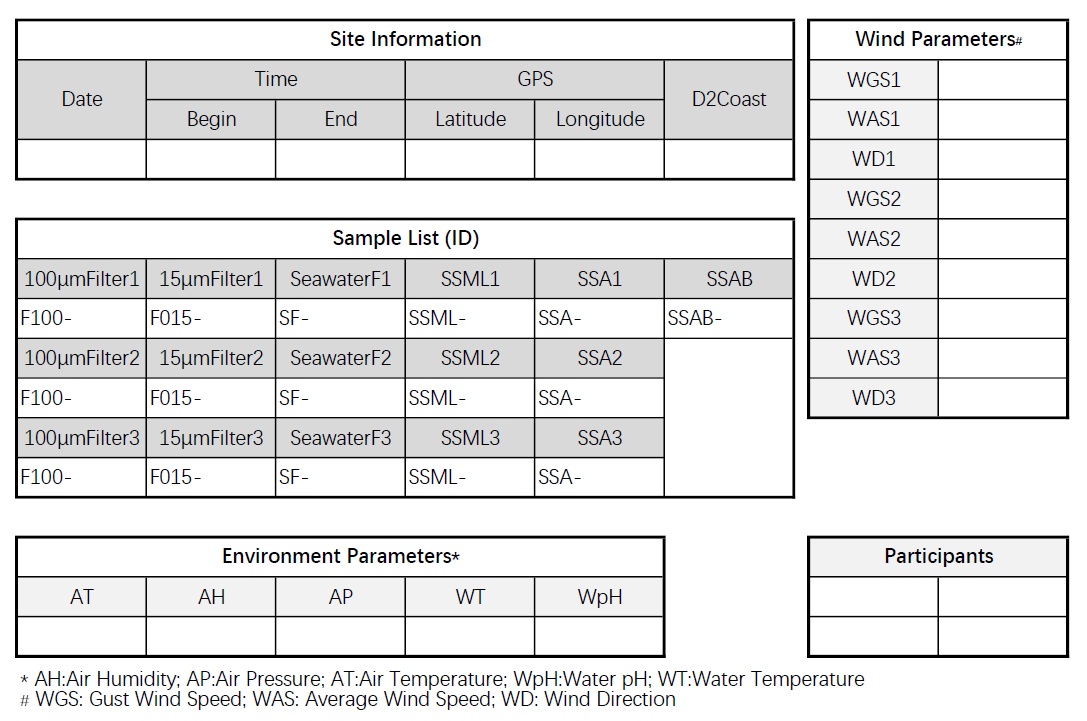 Site Information
Date Time GPS D2Coast
Begin End Latitude Longitude
Sample List (ID)
100μmFilter1 15μmFilter1 SeawaterF1 SSML1 SSA1 SSAB
F100- F015- SF- SSML- SSA- SSAB-
100μmFilter2 15μmFilter2 SeawaterF2 SSML2 SSA2
F100- F015- SF- SSML- SSA-
100μmFilter3 15μmFilter3 SeawaterF3 SSML3 SSA3
F100- F015- SF- SSML- SSA-
Wind Parameters#
WGS1
WAS1
WD1
WGS2
WAS2
WD2
WGS3
WAS3
WD3
Environment Parameters*
AT AH AP WT WpH
Participants
* AH:Air Humidity; AP:Air Pressure; AT:Air Temperature; WpH:Water pH; WT:Water Temperature
# WGS: Gust Wind Speed; WAS: Average Wind Speed; WD: Wind Direction